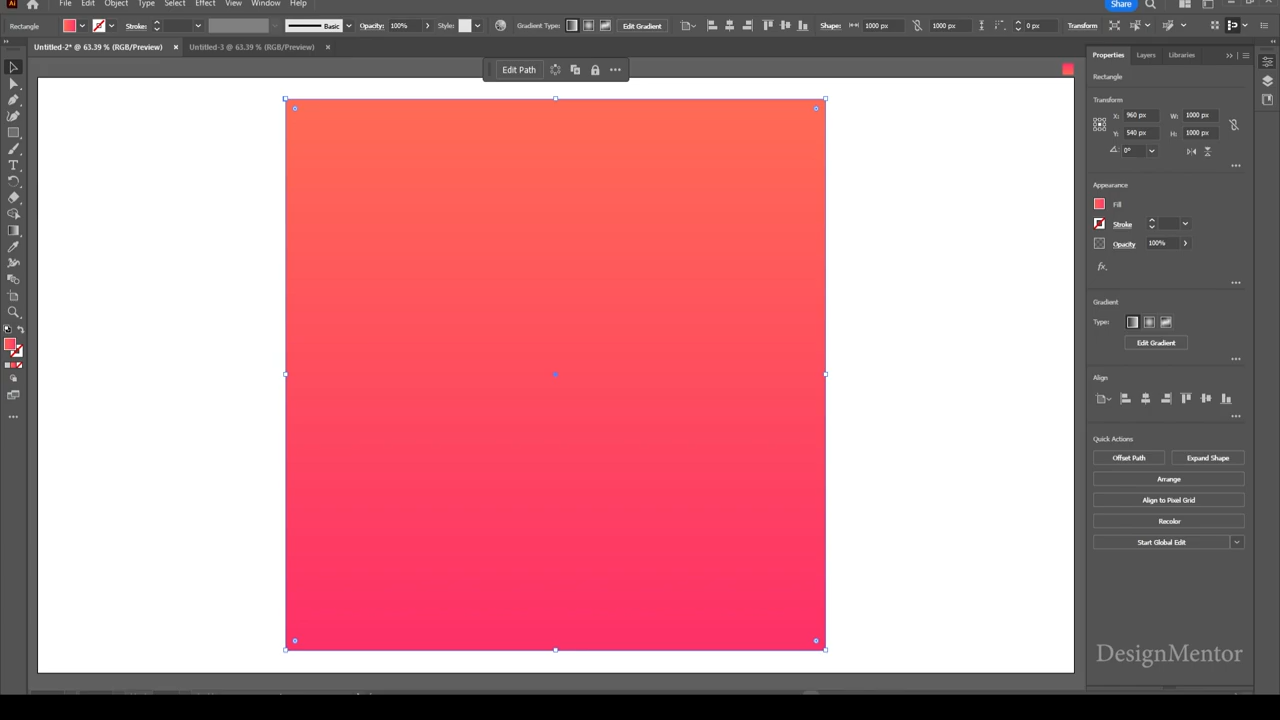 Ai File Edit Object Type Select Effect View Window Help Share
Rectangle Stroke: Basic Opacity: 100% Style: Gradient Type: Edit Gradient Shape: 1000 px 1000 px 0 px Transform
Untitled-2* @ 63.39 % (RGB/Preview) × Untitled-3 @ 63.39 % (RGB/Preview) ×
Edit Path
Properties Layers Libraries
Rectangle
Transform
X: 960 px W: 1000 px
Y: 540 px H: 1000 px
0°
Appearance
Fill
Stroke
Opacity 100%
fx.
Gradient
Type:
Edit Gradient
Align
Quick Actions
Offset Path Expand Shape
Arrange
Align to Pixel Grid
Recolor
Start Global Edit
DesignMentor